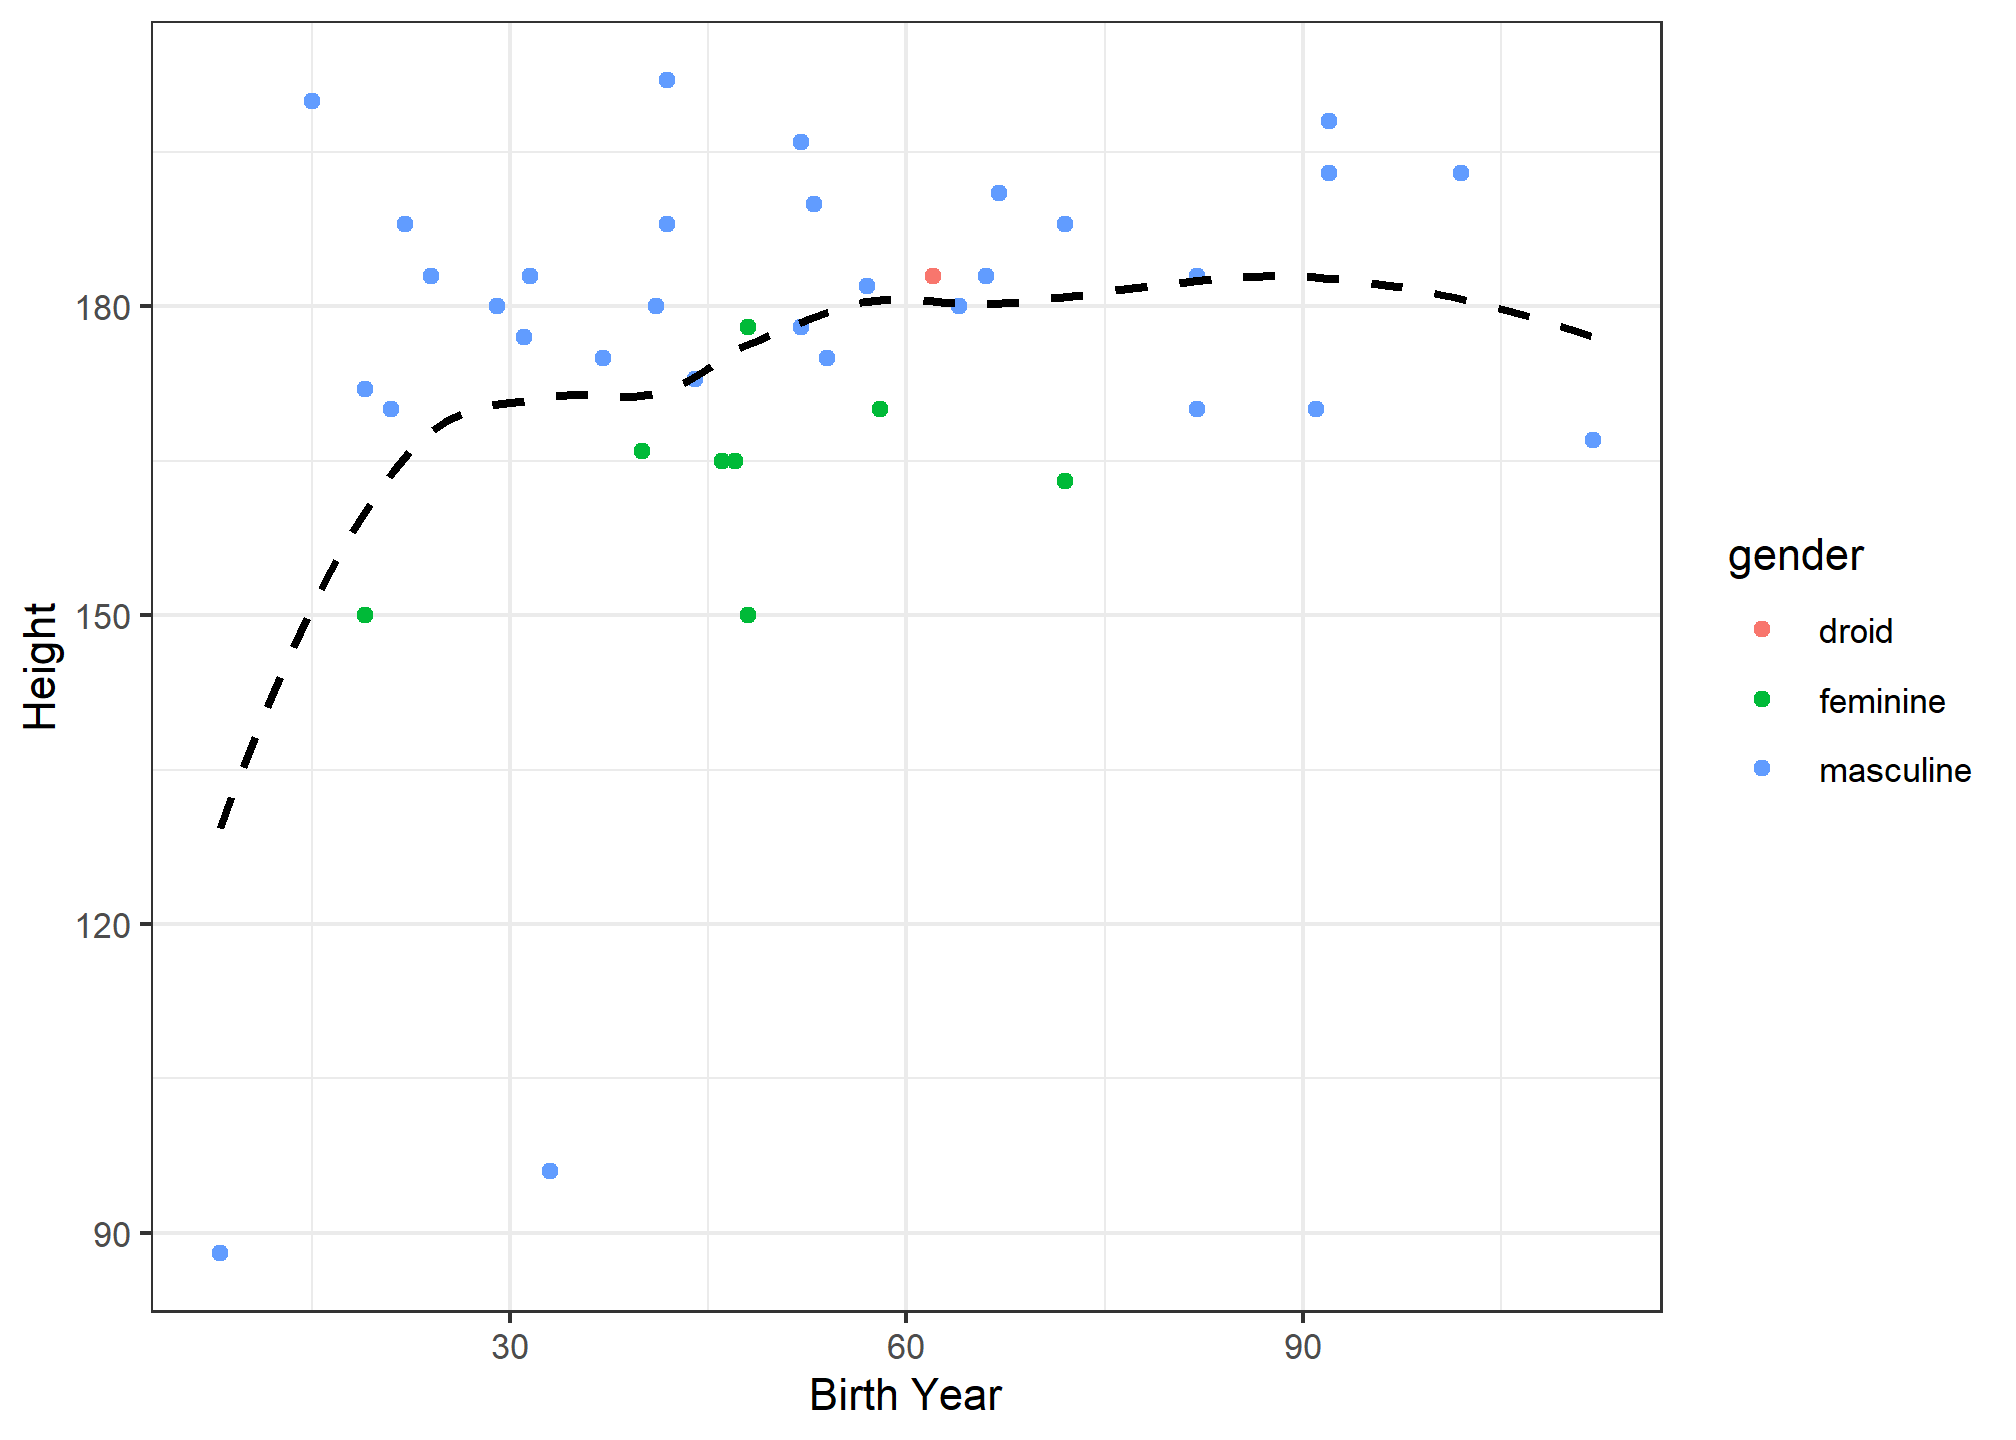 Height
180
150
120
90
30
60
90
Birth Year
gender
droid
feminine
masculine